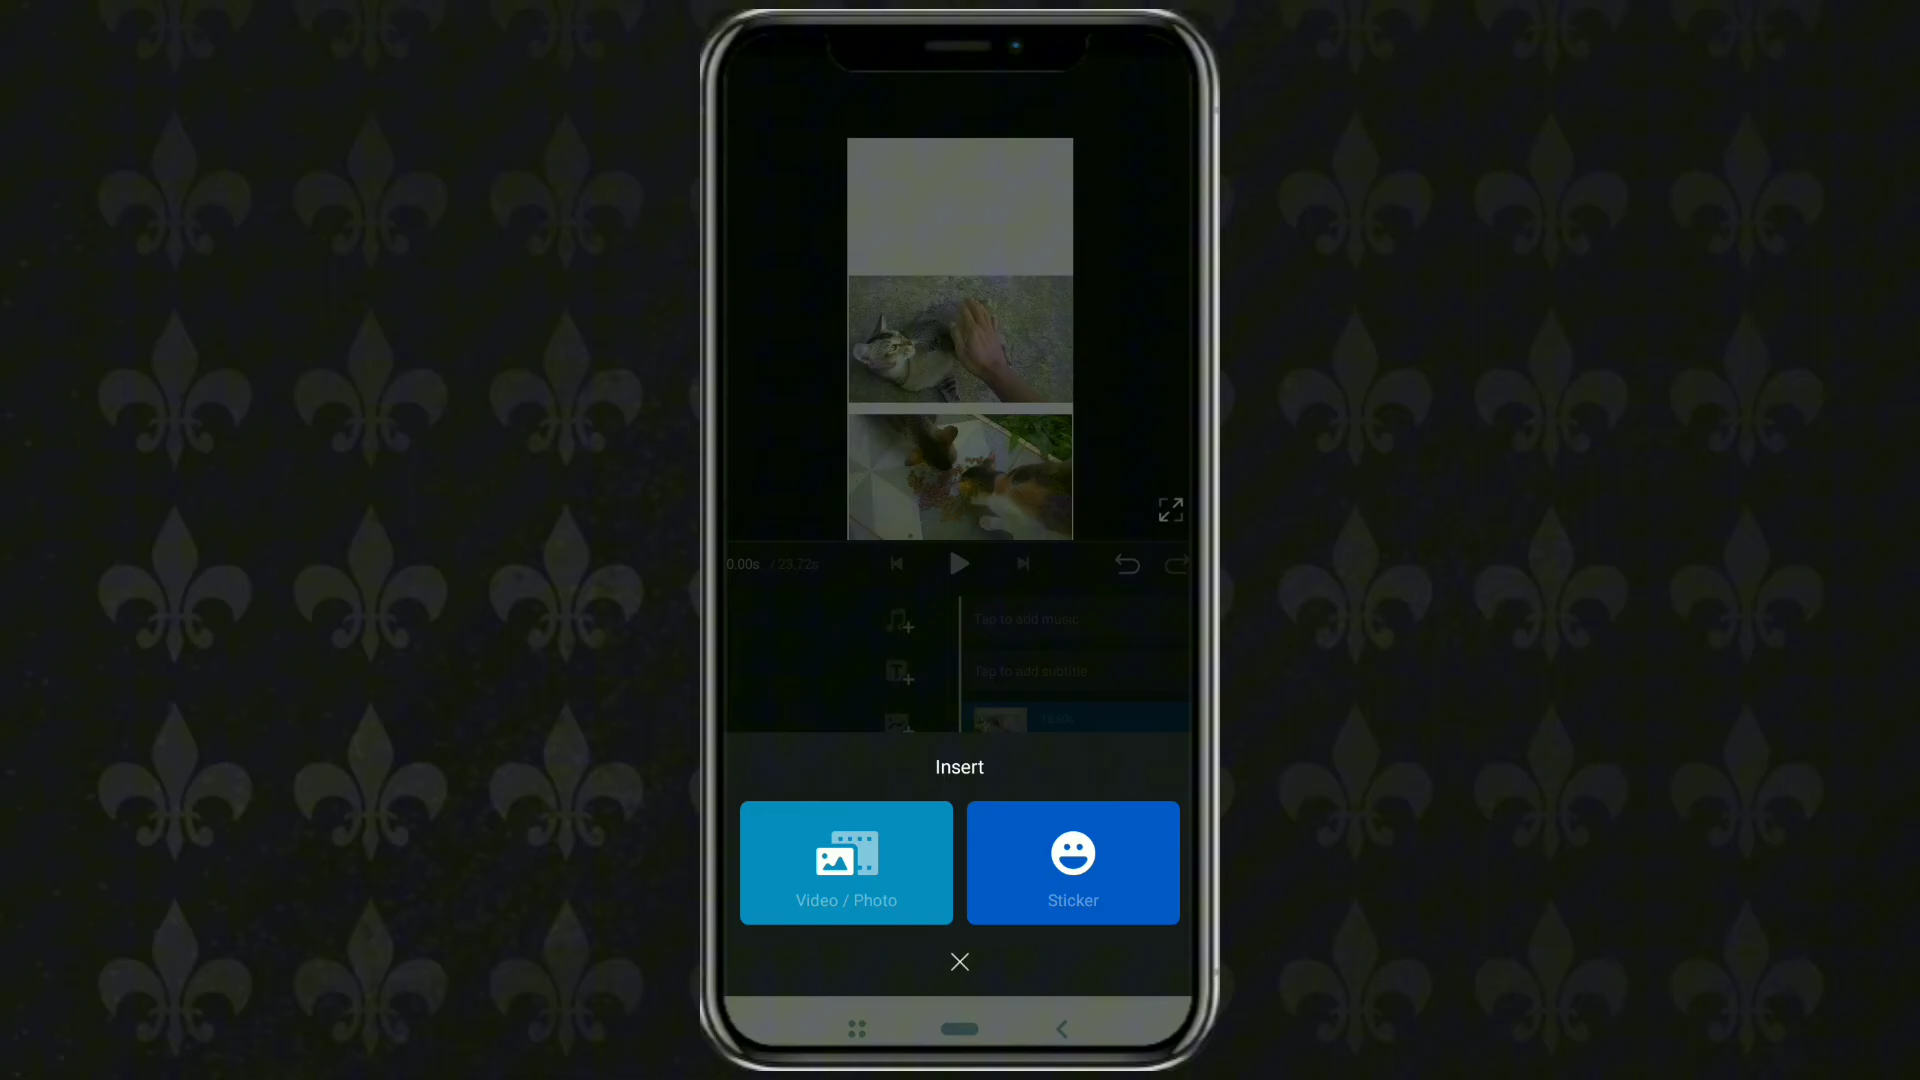 0.00s / 23.72s
Tap to add music
Tap to add subtitle
Insert
Video / Photo
Sticker